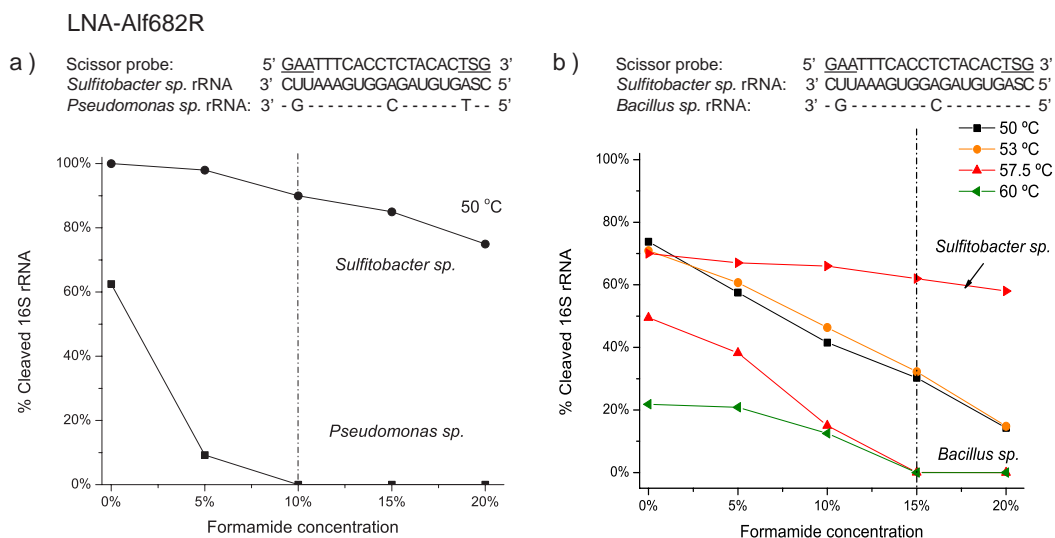 LNA-Alf682R
a )
Scissor probe: 5' GAATTTCACCTCTACACTSG 3'
Sulfitobacter sp. rRNA 3' CUUAAAGUGGAGAUGUGASC 5'
Pseudomonas sp. rRNA: 3' - G - - - - - - - - - C - - - - - - - T - 5'
100%
80%
60%
40%
20%
0%
% Cleaved 16S rRNA
50 °C
Sulfitobacter sp.
Pseudomonas sp.
0% 5% 10% 15% 20%
Formamide concentration
b )
Scissor probe: 5' GAATTTCACCTCTACACTSG 3'
Sulfitobacter sp. rRNA: 3' CUUAAAGUGGAGAUGUGASC 5'
Bacillus sp. rRNA: 3' - G - - - - - - - - - C - - - - - - - - - 5'
50 ºC
53 ºC
57.5 ºC
60 ºC
100%
80%
60%
40%
20%
0%
% Cleaved 16S rRNA
Sulfitobacter sp.
Bacillus sp.
0% 5% 10% 15% 20%
Formamide concentration